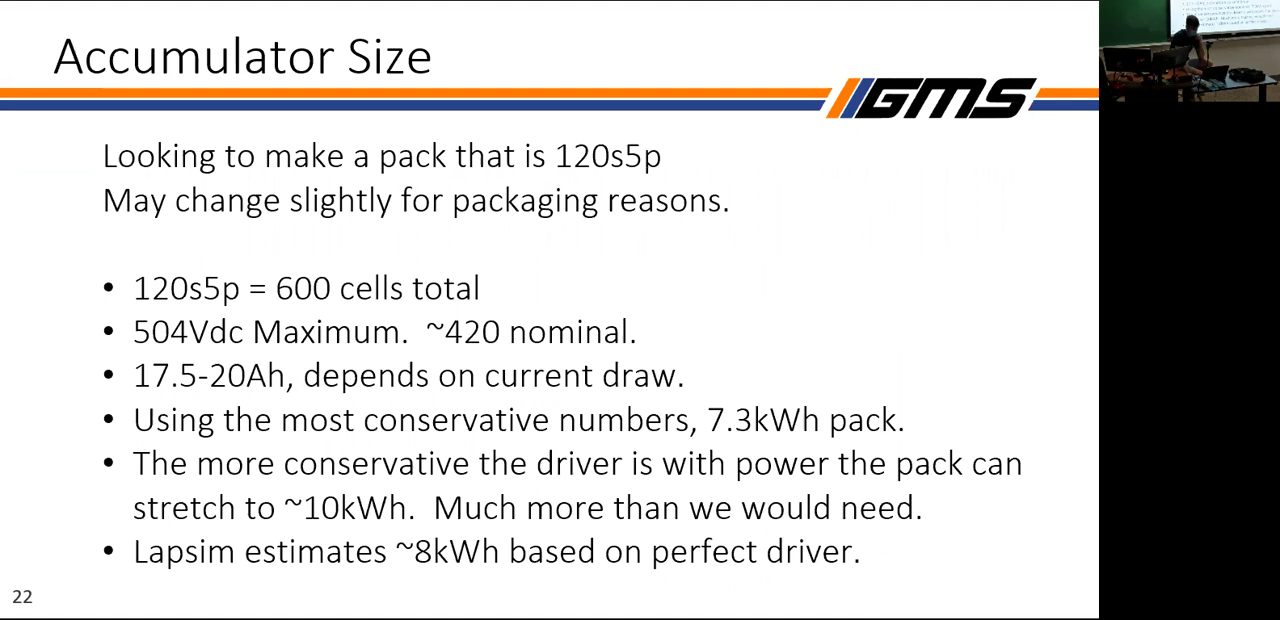 Accumulator Size
GMS
Looking to make a pack that is 120s5p
May change slightly for packaging reasons.
• 120s5p = 600 cells total
• 504Vdc Maximum.  ~420 nominal.
• 17.5-20Ah, depends on current draw.
• Using the most conservative numbers, 7.3kWh pack.
• The more conservative the driver is with power the pack can
stretch to ~10kWh.  Much more than we would need.
• Lapsim estimates ~8kWh based on perfect driver.
22